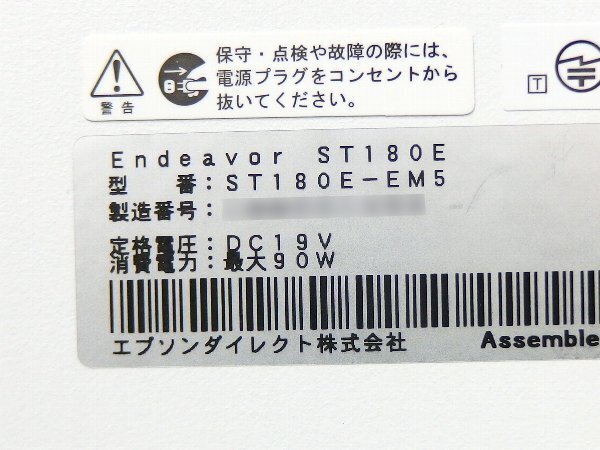 保守・点検や故障の際には、
電源プラグをコンセントから
抜いてください。
警告
T
Endeavor ST180E
型 番：ST180E－EM5
製造番号：
定格電圧：DC19V
消費電力：最大90W
エプソンダイレクト株式会社 Assemble